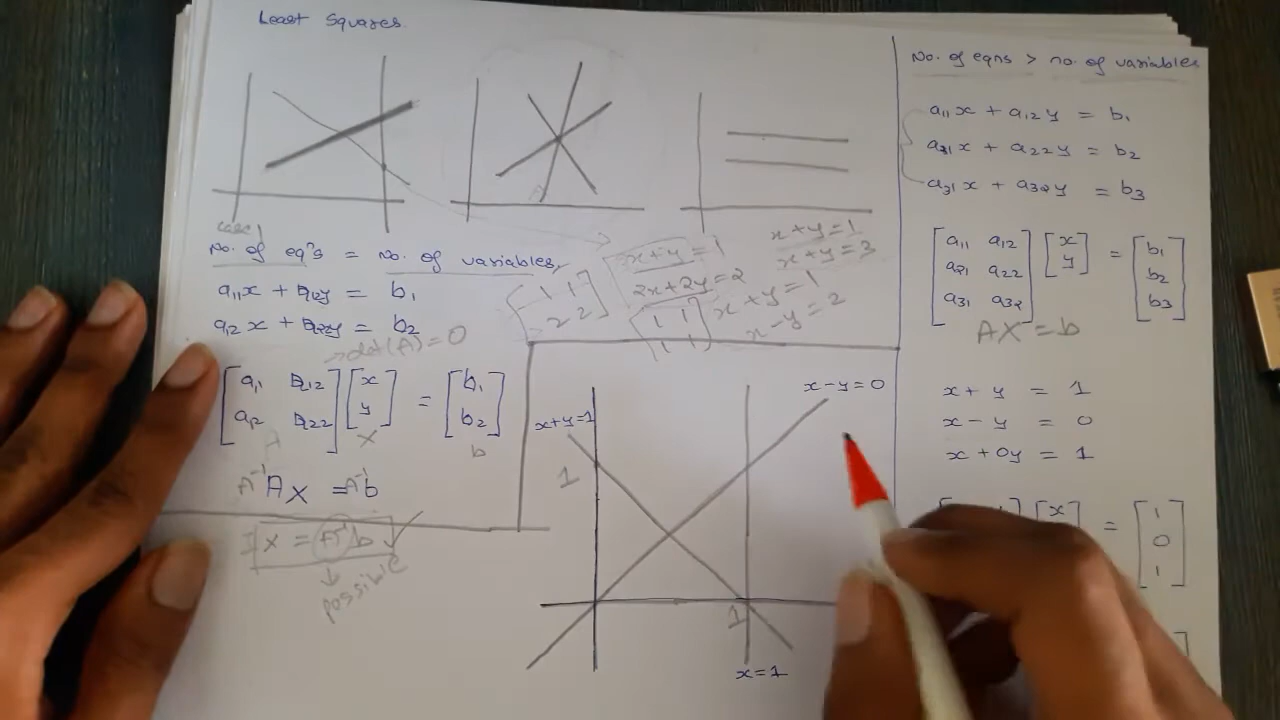 Least Squares
case 1
No. of eqⁿs = No. of variables
a₁₁x + a₁₂y = b₁
a₁₂x + a₂₂y = b₂
→det(A) = 0
[a₁₁ a₁₂] [x] = [b₁]
[a₁₂ a₂₂] [y] = [b₂]
A X b
A⁻¹AX = A⁻¹b
IX = A⁻¹b
possible
x+y=1
2x+2y=2
[1 1]
[2 2]
x+y=1
x+y=3
x+y=1
x-y=2
[1 1]
[1 1]
x+y=1
x-y=0
1
1
x=1
No. of eqns > no. of variables
a₁₁x + a₁₂y = b₁
a₂₁x + a₂₂y = b₂
a₃₁x + a₃₂y = b₃
[a₁₁ a₁₂] [x] = [b₁]
[a₂₁ a₂₂] [y] [b₂]
[a₃₁ a₃₂] [b₃]
AX = b
x + y = 1
x - y = 0
x + 0y = 1
[x] = [1]
[0]
[1]